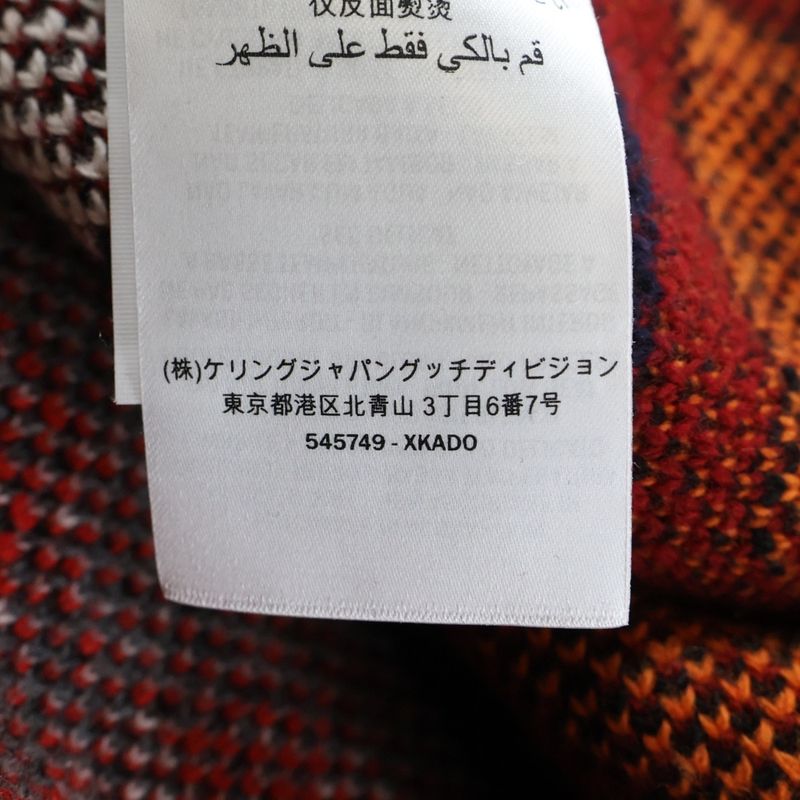 仅反面熨烫
قم بالكي فقط على الظهر
(株)ケリングジャパングッチディビジョン
東京都港区北青山 3丁目6番7号
545749 - XKADO